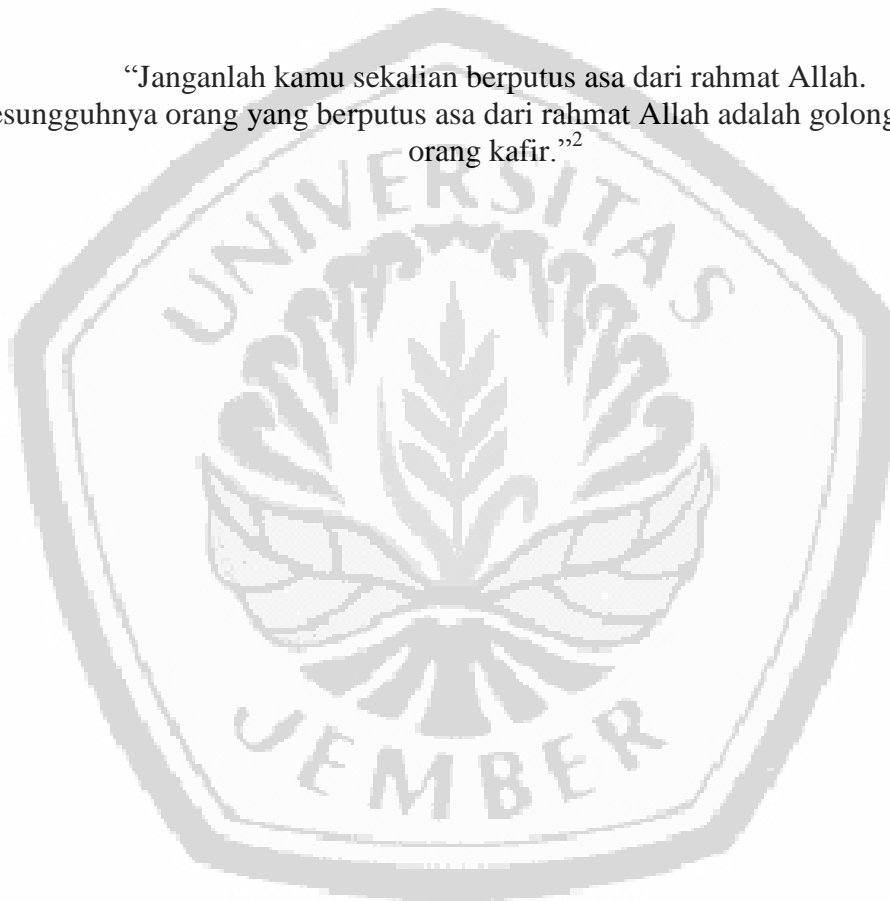 “Janganlah kamu sekalian berputus asa dari rahmat Allah.
esungguhnya orang yang berputus asa dari rahmat Allah adalah golong
orang kafir.”2
UNIVERSITAS
JEMBER